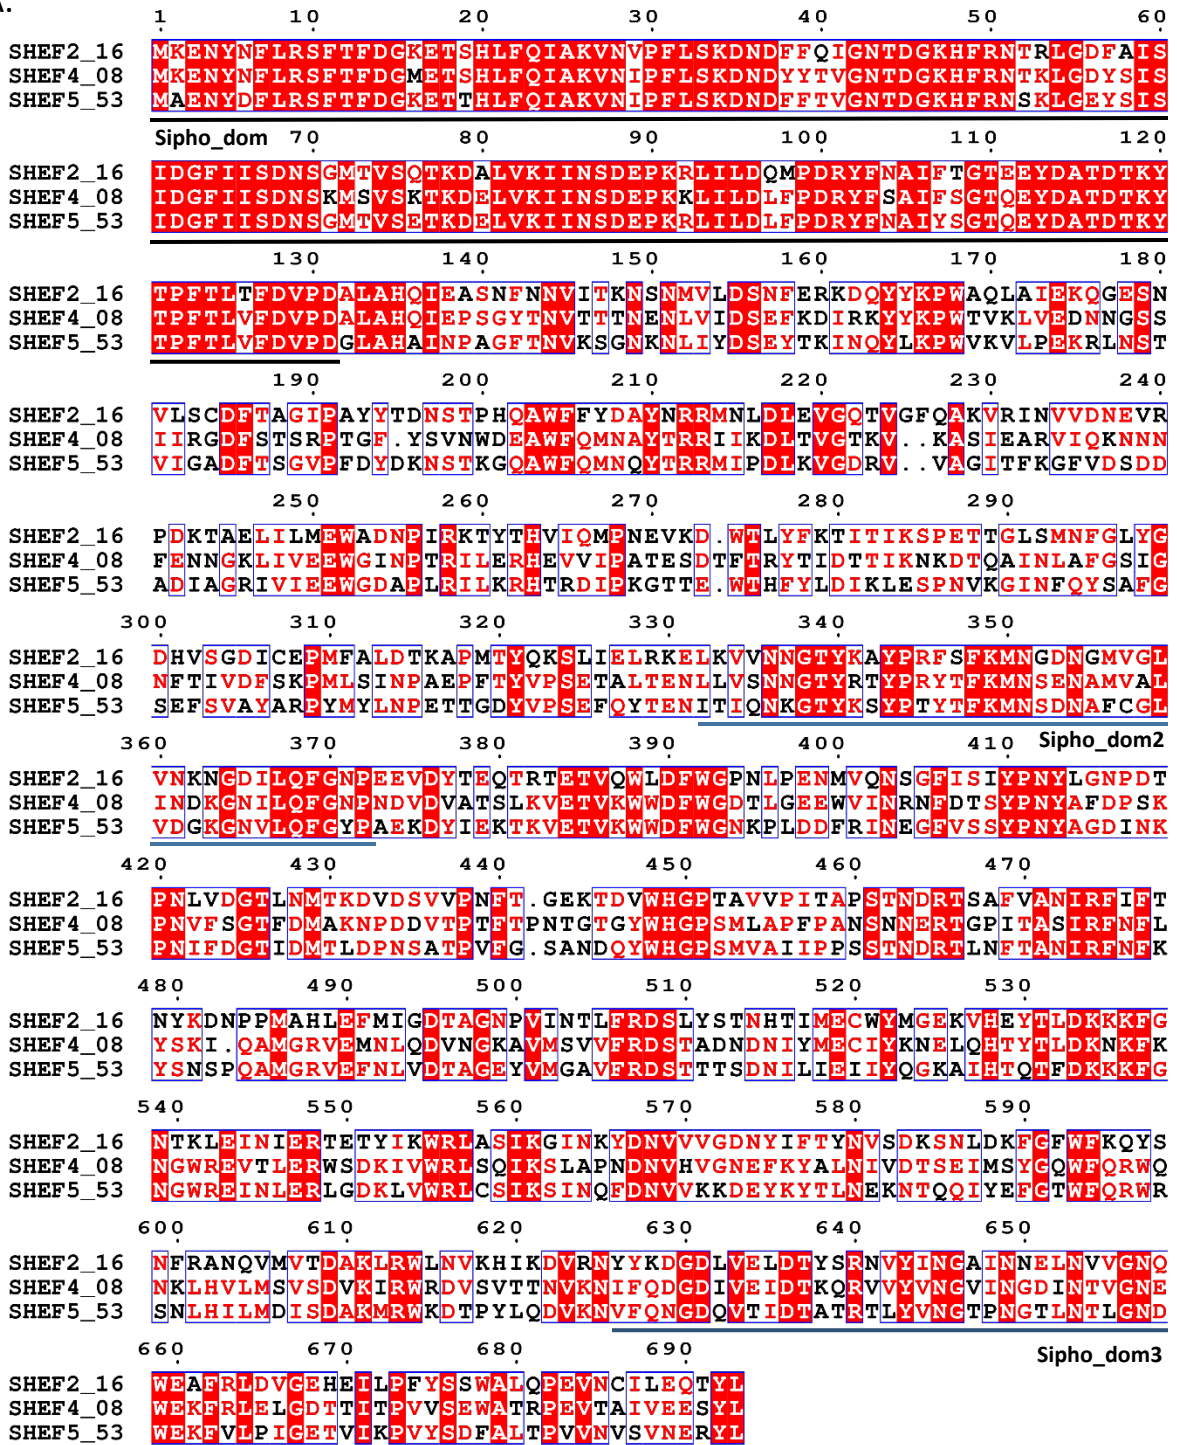 A.
1 10 20 30 40 50 60
SHEF2_16 MKENYNFLRSFTFDGKETSHLFQIAKVNVPFLSKDNDFFQIGNTDGKHFRNTRLGDFAIS
SHEF4_08 MKENYNFLRSFTFDGMETSHLFQIAKVNIPFLSKDNDYYTVGNTDGKHFRNTKLGDYSIS
SHEF5_53 MAENYDFLRSFTFDGKETTHLFQIAKVNIPFLSKDNDFFTVGNTDGKHFRNSKLGEYSIS
Sipho_dom 70 80 90 100 110 120
SHEF2_16 IDGFIISDNSGMTVSQTKDALVKIINSDEPKRLILDQMPDRYFNAIFTGTEEYDATDTKY
SHEF4_08 IDGFIISDNSKMSVSKTKDELVKIINSDEPKKLILDLFPDRYFSAIFSGTQEYDATDTKY
SHEF5_53 IDGFIISDNSGMTVSETKDELVKIINSDEPKKLILDLFPDRYFNAIYSGTQEYDATDTKY
130 140 150 160 170 180
SHEF2_16 TPFTLTFDVPDALAHQIEASNFNNVITKNSNMVLDSNFERKDQYYKPWAQLAIEKQGESN
SHEF4_08 TPFTLVFDVPDALAHQIEPSGYTNVTTTNENLVIDSEFKDIRKYYKPWTVKLVEDNNGSS
SHEF5_53 TPFTLVFDVPDGLAHAINPAGFTNVKSGNKNLIYDSEYTKINQYLKPWVKVLPEKRLNST
190 200 210 220 230 240
SHEF2_16 VLSCDFTAGIPAYYTDNSTPHQAWFFYDAYNRRMNLDLEVGQTVGFQAKVRINVVDNEVR
SHEF4_08 IIRGDFSTSRPTGF.YSVNWDEAWFQMNAYTRRIIKDLTVGTKV..KASIEARVIQKNNN
SHEF5_53 VIGADFTSGVPFDYDKNSTKGQAWFQMNQYTRRMIPDLKVGDRV..VAGITFKGFVDSDD
250 260 270 280 290
SHEF2_16 PDKTAELILMEWADNPIRKTYTHVIQMPNEVKD.WTLYFKTITIKSPETTGLSMNFGLYG
SHEF4_08 FENNGKLIVEEWGINPTRILERHEVVIPATESDTFTRYTIDTTIKNKDTQAINLAFGSIG
SHEF5_53 ADIAGRIVIEEWGDAPLRILKRHTRDIPKGTTE.WTHFYLDIKLESPNVKGINFQYSAFG
300 310 320 330 340 350
SHEF2_16 DHVSGDICEPMFALDTKAPMTYQKSLIELRKELKVVNNGTYKAYPRFSFKMNGDNGMVGL
SHEF4_08 NFTIVDFSKPMLSINPAEPFTYVPSETALTENLLVSNNGTYRTYPRYTFKMNSENAMVAL
SHEF5_53 SEFSVAYARPYMYLNPETTGDYVPSEFQYTENITIQNKGTYKSYPTYTFKMNSDNAFCGL
Sipho_dom2
360 370 380 390 400 410
SHEF2_16 VNKNGDILQFGNPEEVDYTEQTRTETVQWLDFWGPNLPENMVQNSGFISIYPNYLGNPDT
SHEF4_08 INDKGNILQFGNPNDVDVATSLKVETVKWWDFWGDTLGEEWVINRNFDTSYPNYAFDPSK
SHEF5_53 VDGKGNVLQFGYPAEKDYIEKTKVETVKWWDFWGNKPLDDFRINEGFVSSYPNYAGDINK
420 430 440 450 460 470
SHEF2_16 PNLVDGTLNMTKDVDSVVPNFT.GEKTDVWHGPTAVVPITAPSTNDRTSAFVANIRFIFT
SHEF4_08 PNVFSGTFDMAKNPDDVTPTFTPNTGTGYWHGPSMLAPFPANSNNERTGPITASIRFNFL
SHEF5_53 PNIFDGTIDMTLDPNSATPVFG.SANDQYWHGPSMVAIIPPSSTNDRTLNFTANIRFNFK
480 490 500 510 520 530
SHEF2_16 NYKDNPPMAHLEFMIGDTAGNPVINTLFRDSLYSTNHTIMECWYMGEKVHEYTLDKKKFG
SHEF4_08 YSKI.QAMGRVEMNLQDVNGKAVMSVVFRDSTADNDNIYMECIYKNELQHTYTLDKNKFK
SHEF5_53 YSNSPQAMGRVEFNLVDTAGEYVMGAVFRDSTTTSDNILIEIIYQGKAIHTQTFDKKKFG
540 550 560 570 580 590
SHEF2_16 NTKLEINIERTETYIKWRLASIKGINKYDNVVVGDNYIFTYNVSDKSNLDKFGFWFKQYS
SHEF4_08 NGWREVTLERWSDKIVWRLSQIKSLAPNDNVHVGNEFKYALNIVDTSEIMSYGQWFQRWQ
SHEF5_53 NGWREINLERLGDKLVWRLCSIKSINQFDNVVKKDEYKYTLNEKNTQQIYEFGTWFQRWR
600 610 620 630 640 650
SHEF2_16 NFRANQVMVTDAKLRWLNVKHIKDVRNYYKDGDLVELDTYSRNVYINGAINNELNVVGNQ
SHEF4_08 NKLHVLMSVSDVKIRWRDVSVTTNVKNIFQDGDIVEIDTKQRVVYVNGVINGDINTVGNE
SHEF5_53 SNLHILMDISDAKMRWKDTPYLQDVKNVFQNGDQVTIDTATRTLYVNGTPNGTLNTLGND
Sipho_dom3
660 670 680 690
SHEF2_16 WEAFRLDVGEHEILPFYSSWALQPEVNCILEQTYL
SHEF4_08 WEKFRLELGDTTITPVVSEWATRPEVTAIVEESYL
SHEF5_53 WEKFVLPIGETVIKPVYSDFALTPVVNVSVNERYL